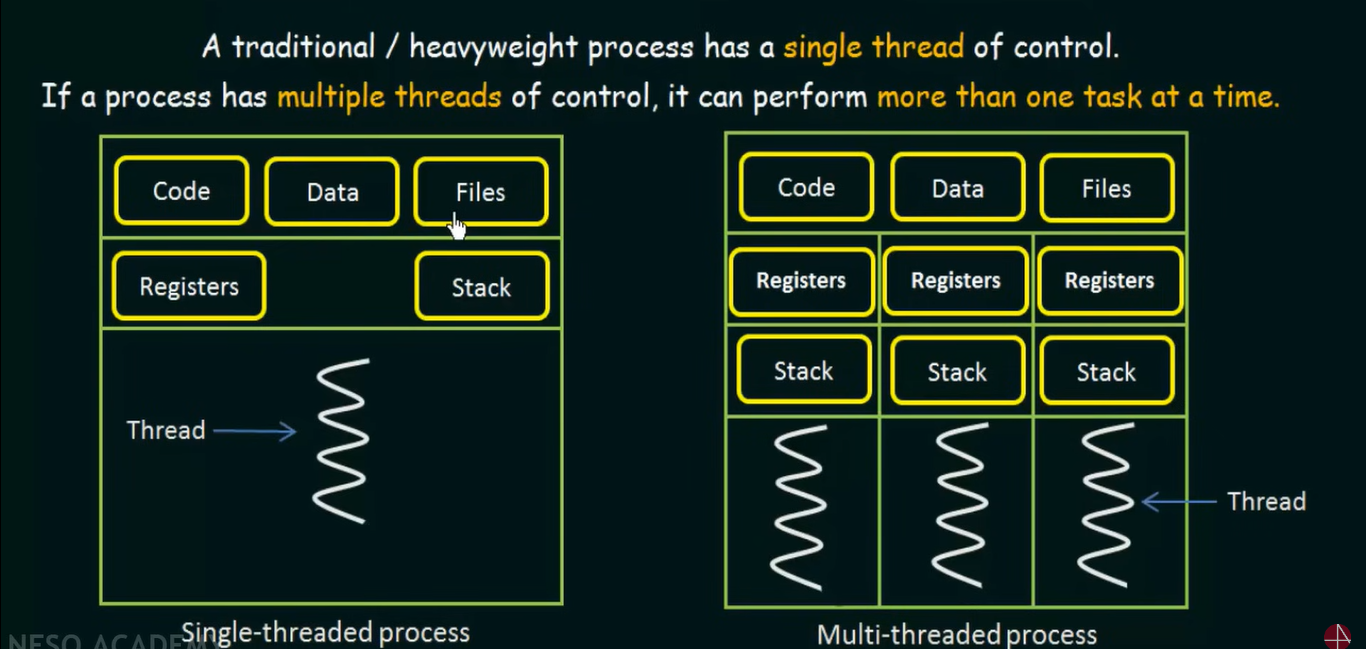 A traditional / heavyweight process has a single thread of control.
If a process has multiple threads of control, it can perform more than one task at a time.
Code Data Files
Registers Stack
Thread
Single-threaded process
Code Data Files
Registers Registers Registers
Stack Stack Stack
Thread
Multi-threaded process
NESO ACADEMY